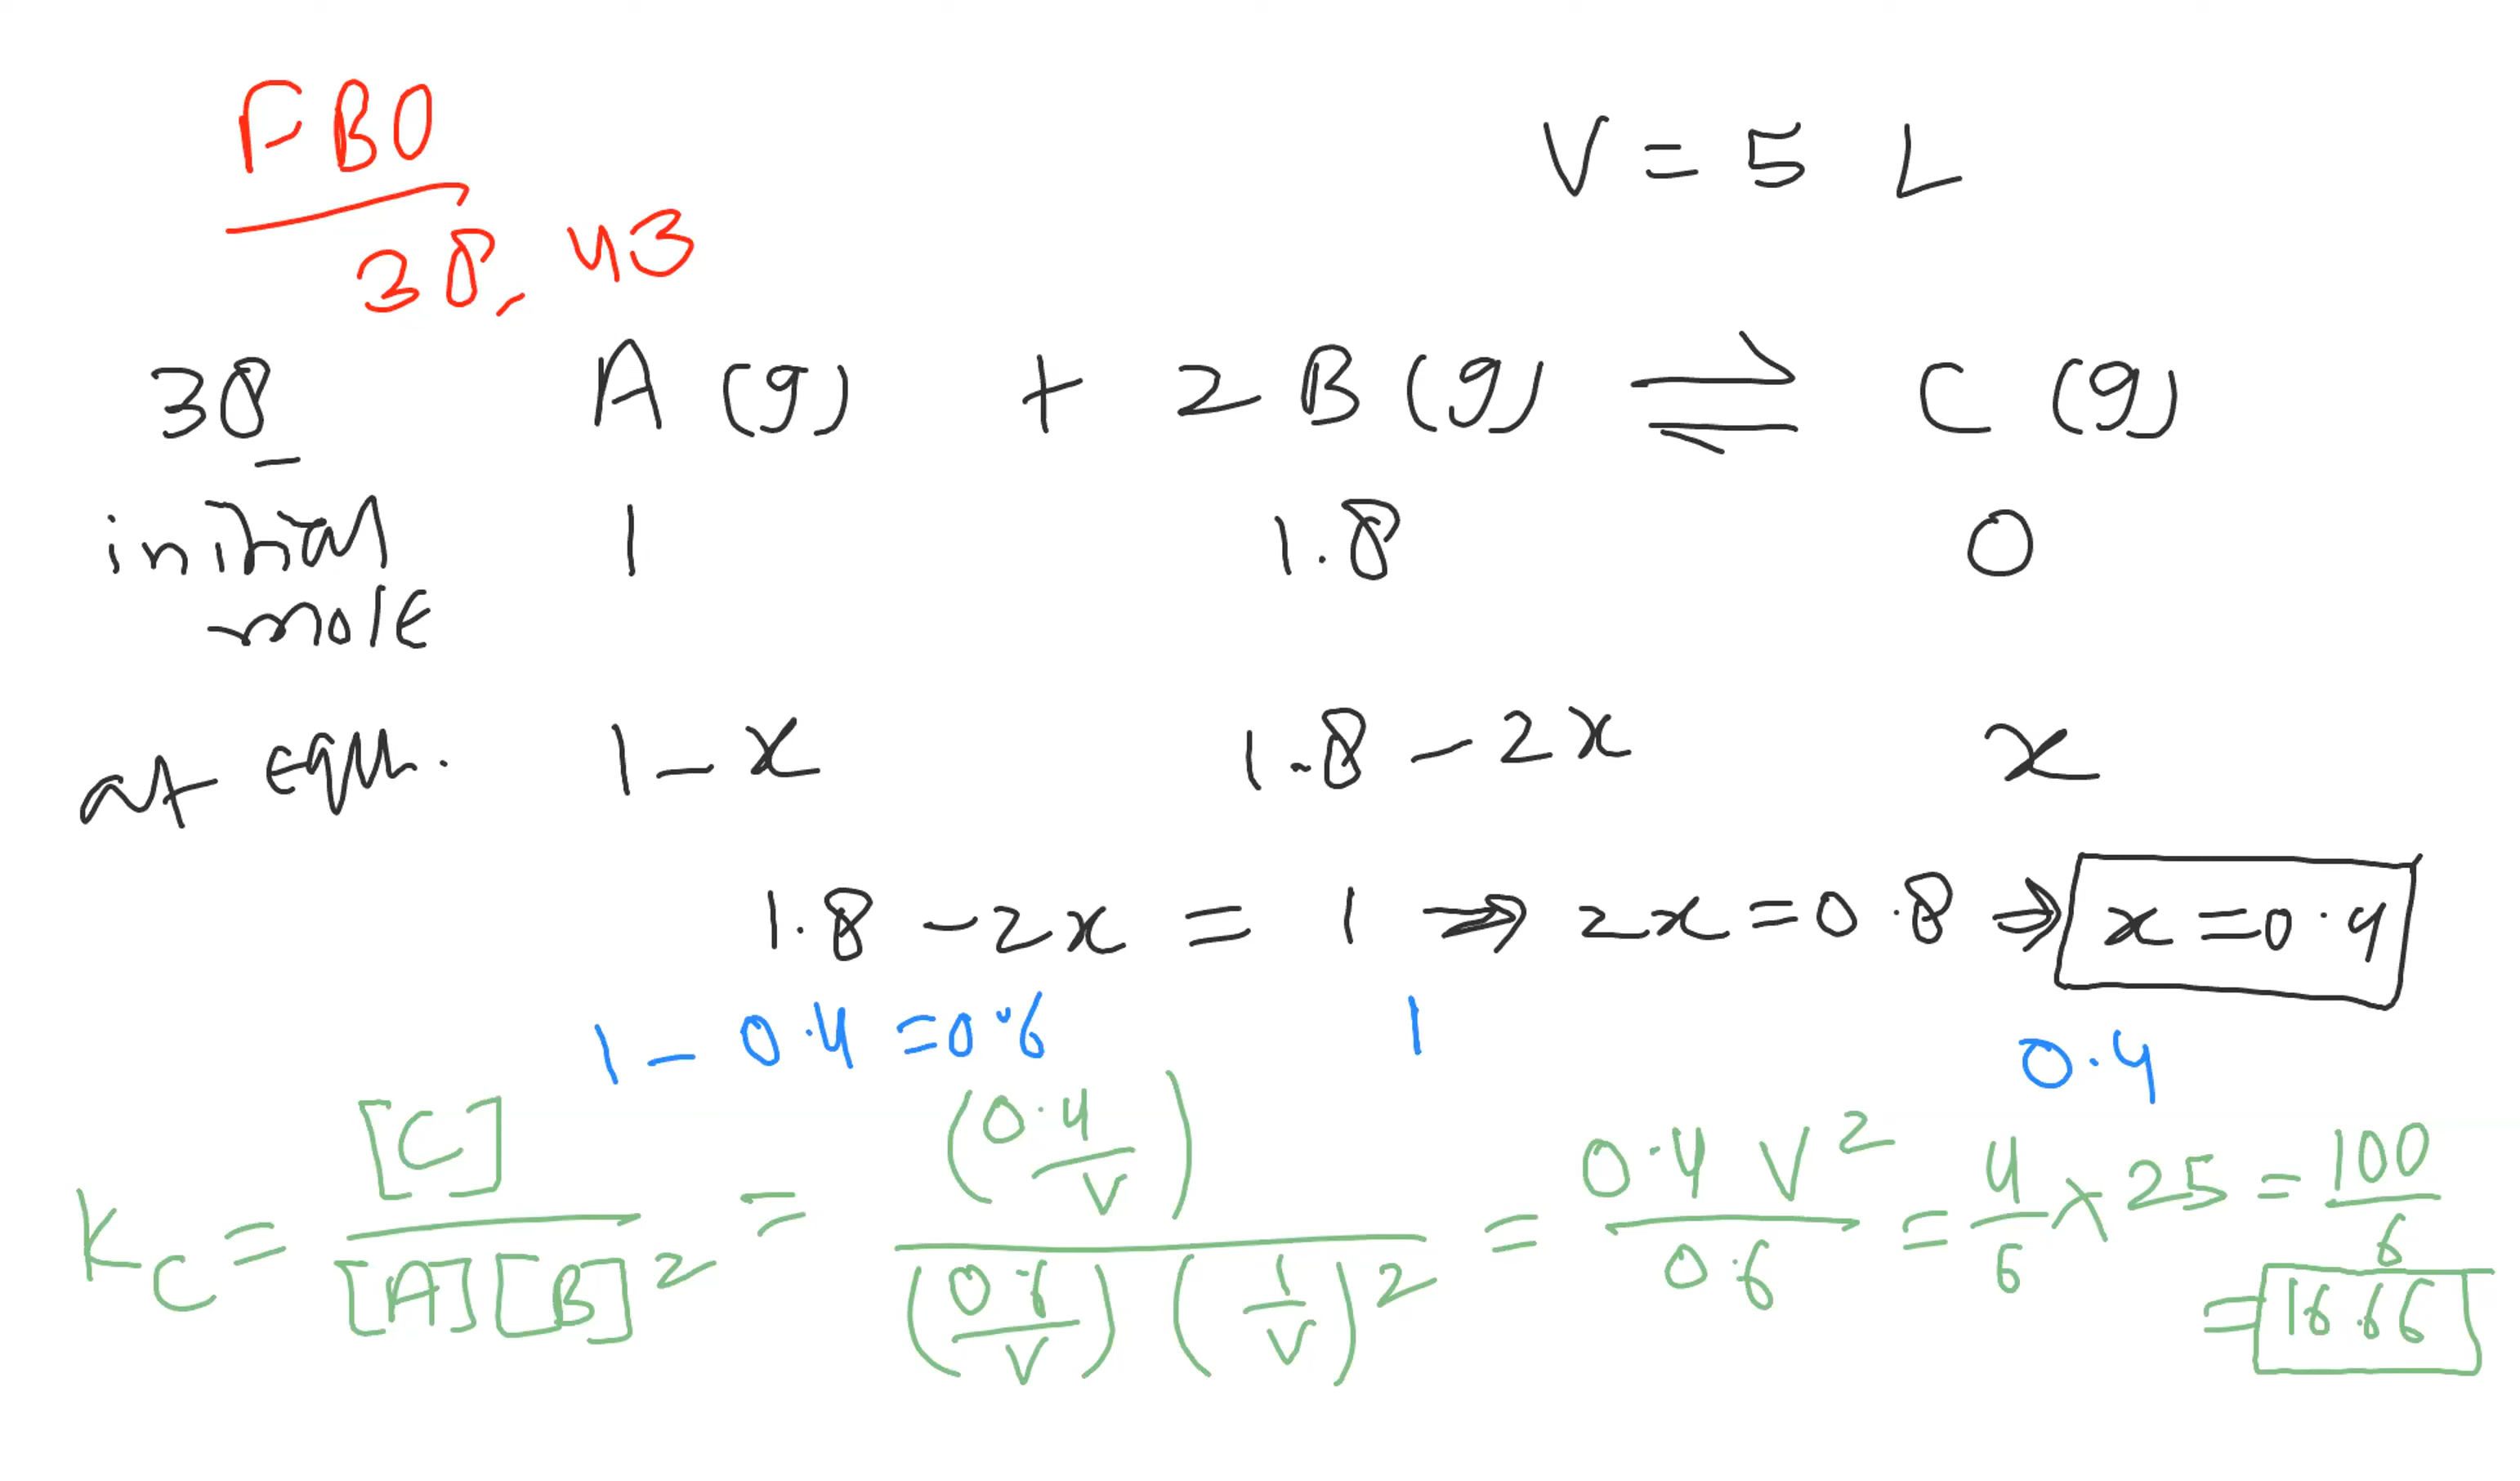 FBD
38, 43
V = 5 L
38 A (g) + 2 B (g) ⇌ C (g)
initial 1 1.8 0
mole
at eqm. 1 - x 1.8 - 2x x
1.8 - 2x = 1 ⇒ 2x = 0.8 ⇒ x = 0.4
1 - 0.4 = 0.6 1 0.4
Kc = [C] / [A][B]^2 = (0.4/V) / (0.6/V)(1/V)^2 = 0.4 V^2 / 0.6 = 4/6 × 25 = 100/6
= 16.66